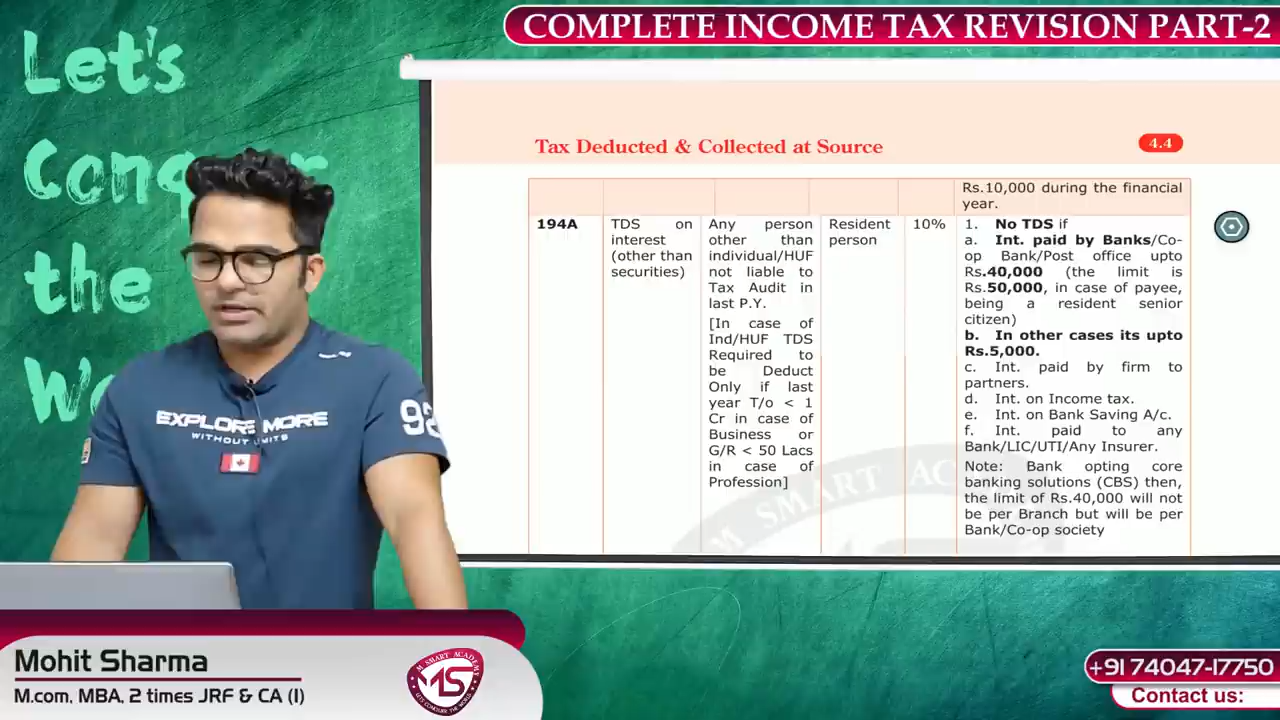 COMPLETE INCOME TAX REVISION PART-2
Let's
the
Tax Deducted & Collected at Source
4.4
Rs.10,000 during the financial
year.
194A
TDS on
interest
(other than
securities)
Any person
other than
individual/HUF
not liable to
Tax Audit in
last P.Y.
[In case of
Ind/HUF TDS
Required to
be Deduct
Only if last
year T/o < 1
Cr in case of
Business or
G/R < 50 Lacs
in case of
Profession]
Resident
person
10%
1. No TDS if
a. Int. paid by Banks/Co-
op Bank/Post office upto
Rs.40,000 (the limit is
Rs.50,000, in case of payee,
being a resident senior
citizen)
b. In other cases its upto
Rs.5,000.
c. Int. paid by firm to
partners.
d. Int. on Income tax.
e. Int. on Bank Saving A/c.
f. Int. paid to any
Bank/LIC/UTI/Any Insurer.
Note: Bank opting core
banking solutions (CBS) then,
the limit of Rs.40,000 will not
be per Branch but will be per
Bank/Co-op society
EXPLORE MORE
WITHOUT LIMITS
Mohit Sharma
M.com, MBA, 2 times JRF & CA (I)
M SMART ACADEMY
MS
LETS CONQUER THE WORLD
+91 74047-17750
Contact us: